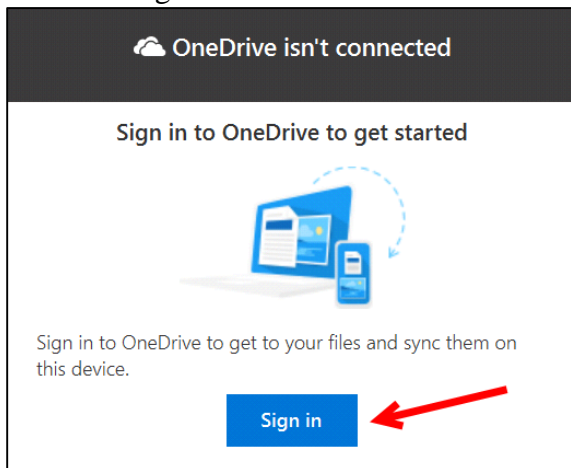 OneDrive isn't connected
Sign in to OneDrive to get started
Sign in to OneDrive to get to your files and sync them on
this device.
Sign in